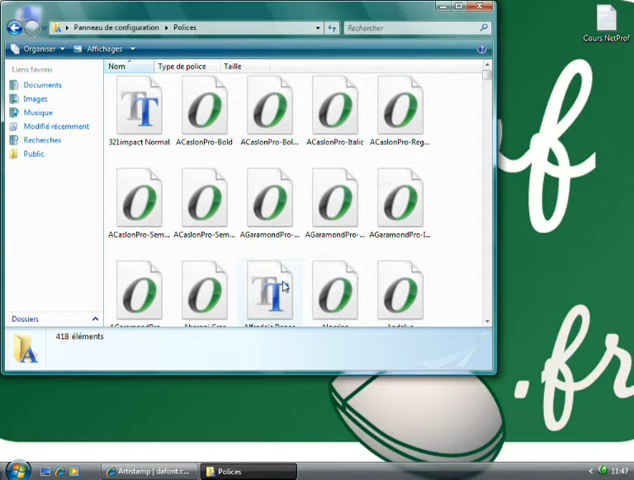 Panneau de configuration ▸ Polices
Rechercher
Cours NetProf
Organiser
Affichages
Nom
Type de police
Taille
Liens favoris
Documents
Images
Musique
Modifié récemment
Recherches
Public
321impact Normal
ACaslonPro-Bold
ACaslonPro-Bol...
ACaslonPro-Italic
ACaslonPro-Reg...
ACaslonPro-Sem...
ACaslonPro-Sem...
AGaramondPro-...
AGaramondPro-...
AGaramondPro-I...
Dossiers
418 éléments
f
.fr
Artistamp | dafont.c...
Polices
11:47